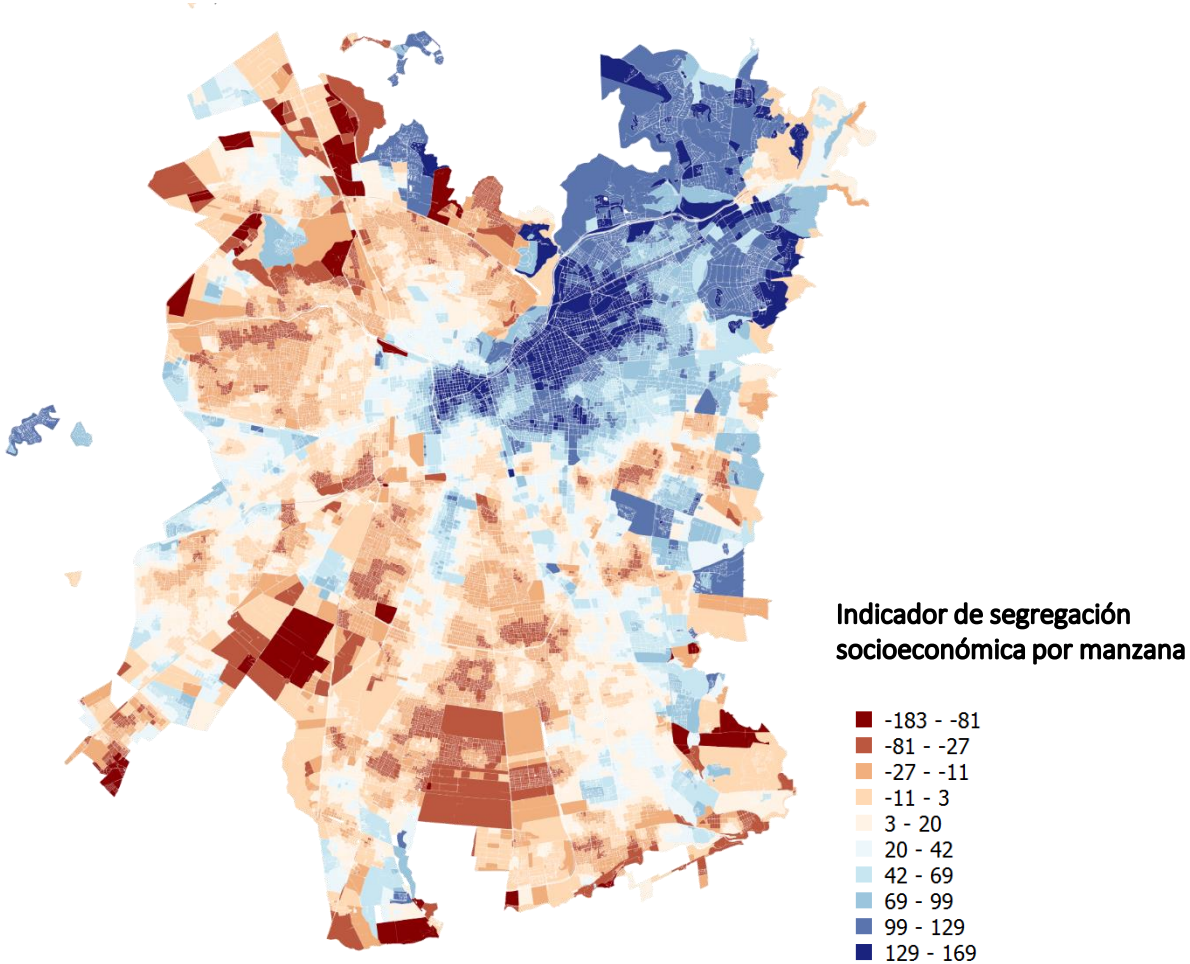 Indicador de segregación
socioeconómica por manzana
-183 - -81
-81 - -27
-27 - -11
-11 - 3
3 - 20
20 - 42
42 - 69
69 - 99
99 - 129
129 - 169